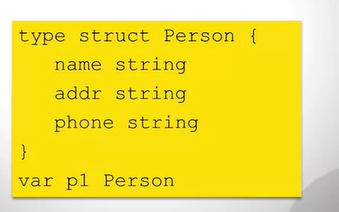 type struct Person {
name string
addr string
phone string
}
var p1 Person